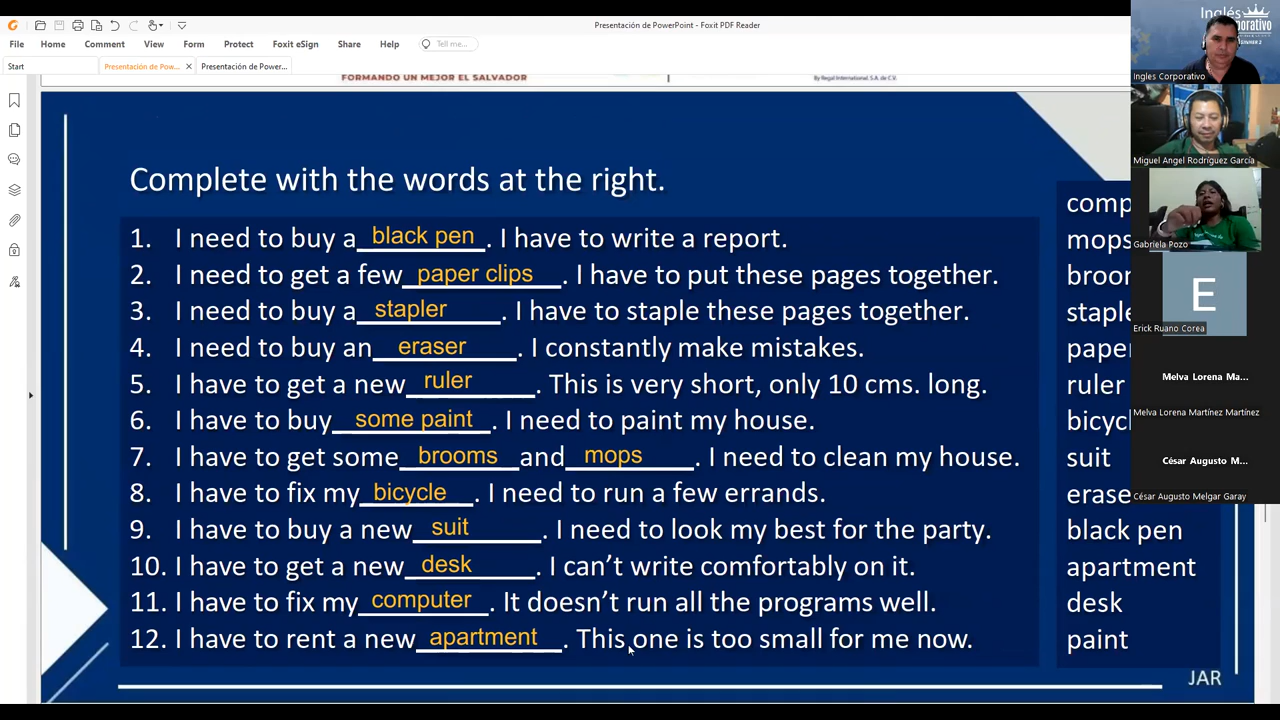 Presentación de PowerPoint - Foxit PDF Reader
File Home Comment View Form Protect Foxit eSign Share Help Tell me...
Start Presentación de Pow... Presentación de Power...
FORMANDO UN MEJOR EL SALVADOR
By Regal International, S.A. de C.V.
Complete with the words at the right.
1. I need to buy a black pen. I have to write a report.
2. I need to get a few paper clips. I have to put these pages together.
3. I need to buy a stapler. I have to staple these pages together.
4. I need to buy an eraser. I constantly make mistakes.
5. I have to get a new ruler. This is very short, only 10 cms. long.
6. I have to buy some paint. I need to paint my house.
7. I have to get some brooms and mops. I need to clean my house.
8. I have to fix my bicycle. I need to run a few errands.
9. I have to buy a new suit. I need to look my best for the party.
10. I have to get a new desk. I can't write comfortably on it.
11. I have to fix my computer. It doesn't run all the programs well.
12. I have to rent a new apartment. This one is too small for me now.
comp
mops
broom
staple
paper
ruler
bicyc
suit
erase
black pen
apartment
desk
paint
JAR
Inglés
Ingles Corporativo
Miguel Angel Rodríguez García
Gabriela Pozo
E
Erick Ruano Corea
Melva Lorena Ma...
Melva Lorena Martínez Martínez
César Augusto M...
César Augusto Melgar Garay